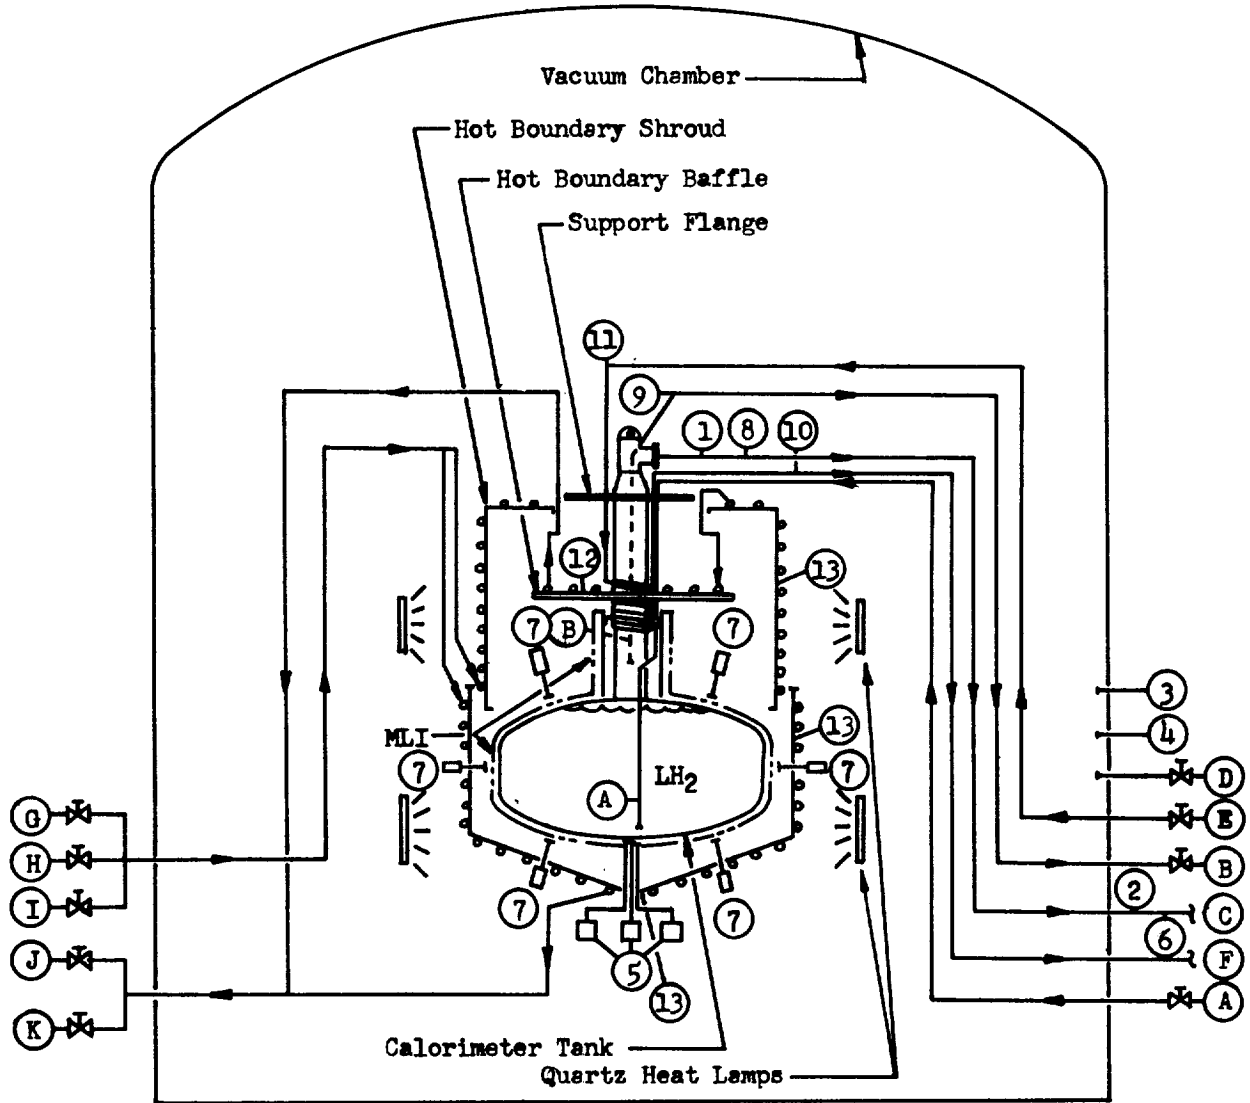 Vacuum Chamber
Hot Boundary Shroud
Hot Boundary Baffle
Support Flange
11
9
1
8
10
12
13
7
B
7
3
MLI
13
4
7
7
LH2
D
A
G
E
H
B
2
I
7
7
C
6
J
5
F
13
A
K
Calorimeter Tank
Quartz Heat Lamps